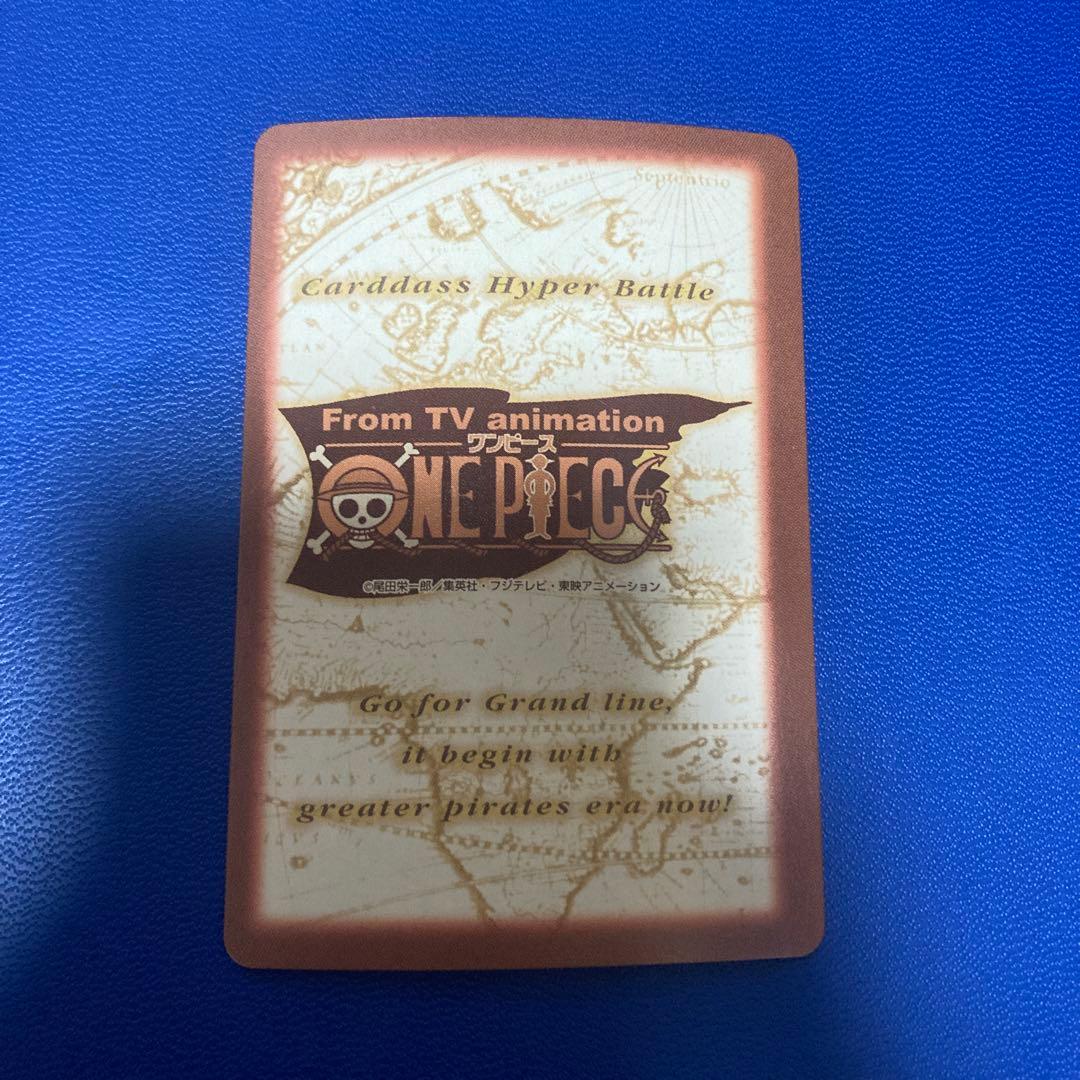 Septentrio
Carddass Hyper Battle
From TV animation
ワンピース
ONE PIECE
©尾田栄一郎／集英社・フジテレビ・東映アニメーション
Go for Grand line,
it begin with
greater pirates era now!